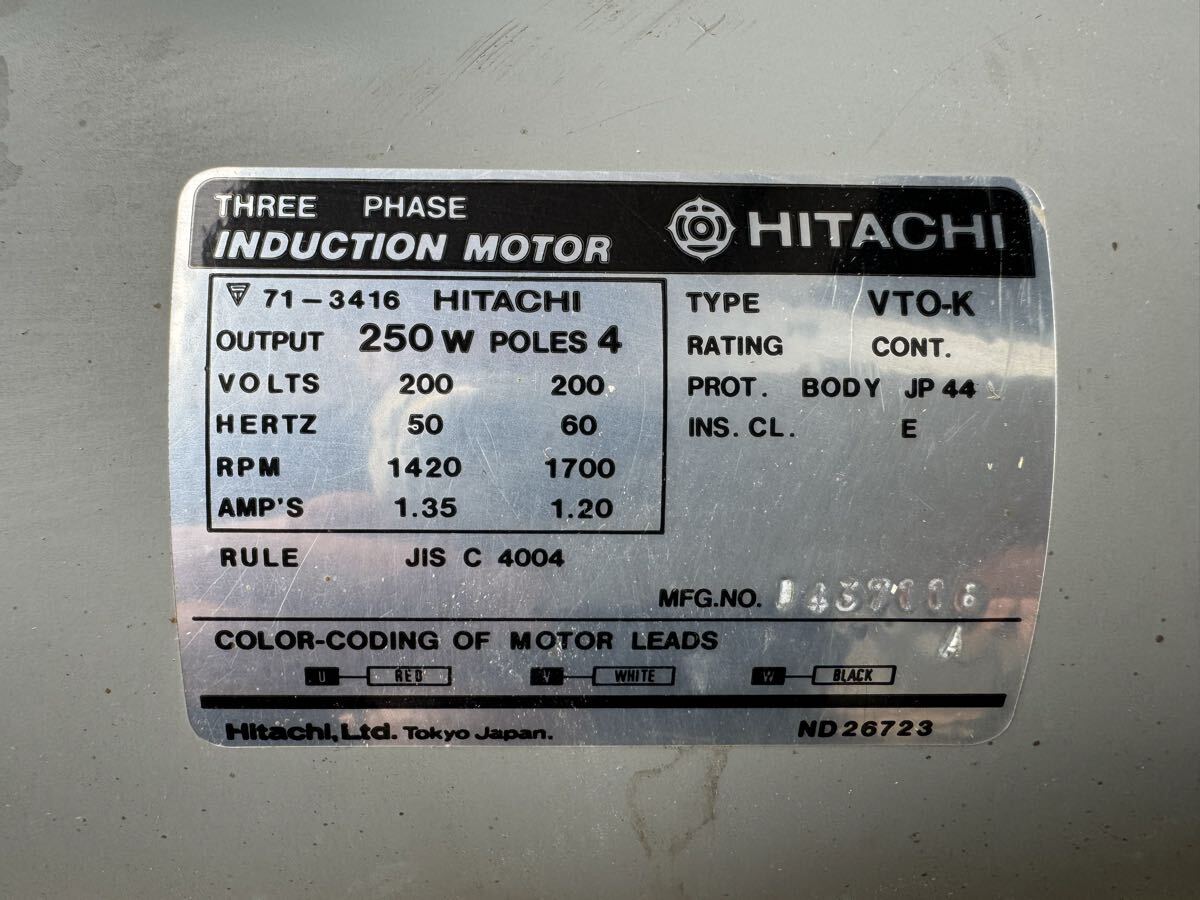 THREE PHASE
INDUCTION MOTOR
HITACHI
71-3416 HITACHI
OUTPUT 250 W POLES 4
VOLTS 200 200
HERTZ 50 60
RPM 1420 1700
AMP'S 1.35 1.20
TYPE VTO-K
RATING CONT.
PROT. BODY JP 44
INS. CL. E
RULE JIS C 4004
MFG.NO.
A
COLOR-CODING OF MOTOR LEADS
U RED V WHITE W BLACK
Hitachi, Ltd. Tokyo Japan.
ND 26723